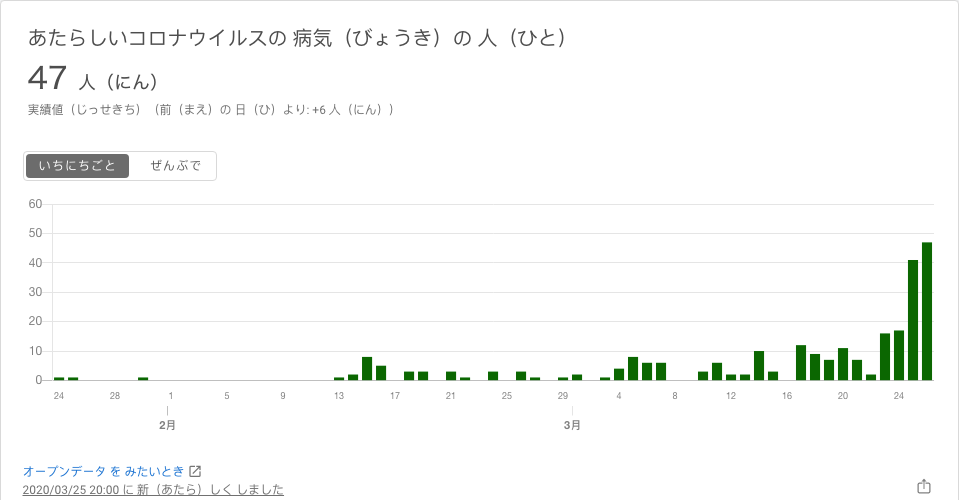 あたらしいコロナウイルスの 病気（びょうき）の 人（ひと）
47 人（にん）
実績値（じっせきち）（前（まえ）の 日（ひ）より: +6 人（にん））
いちにちごと ぜんぶで
60
50
40
30
20
10
0
24 28 1 5 9 13 17 21 25 29 4 8 12 16 20 24
2月 3月
オープンデータ を みたいとき
2020/03/25 20:00 に 新（あたら）しく しました